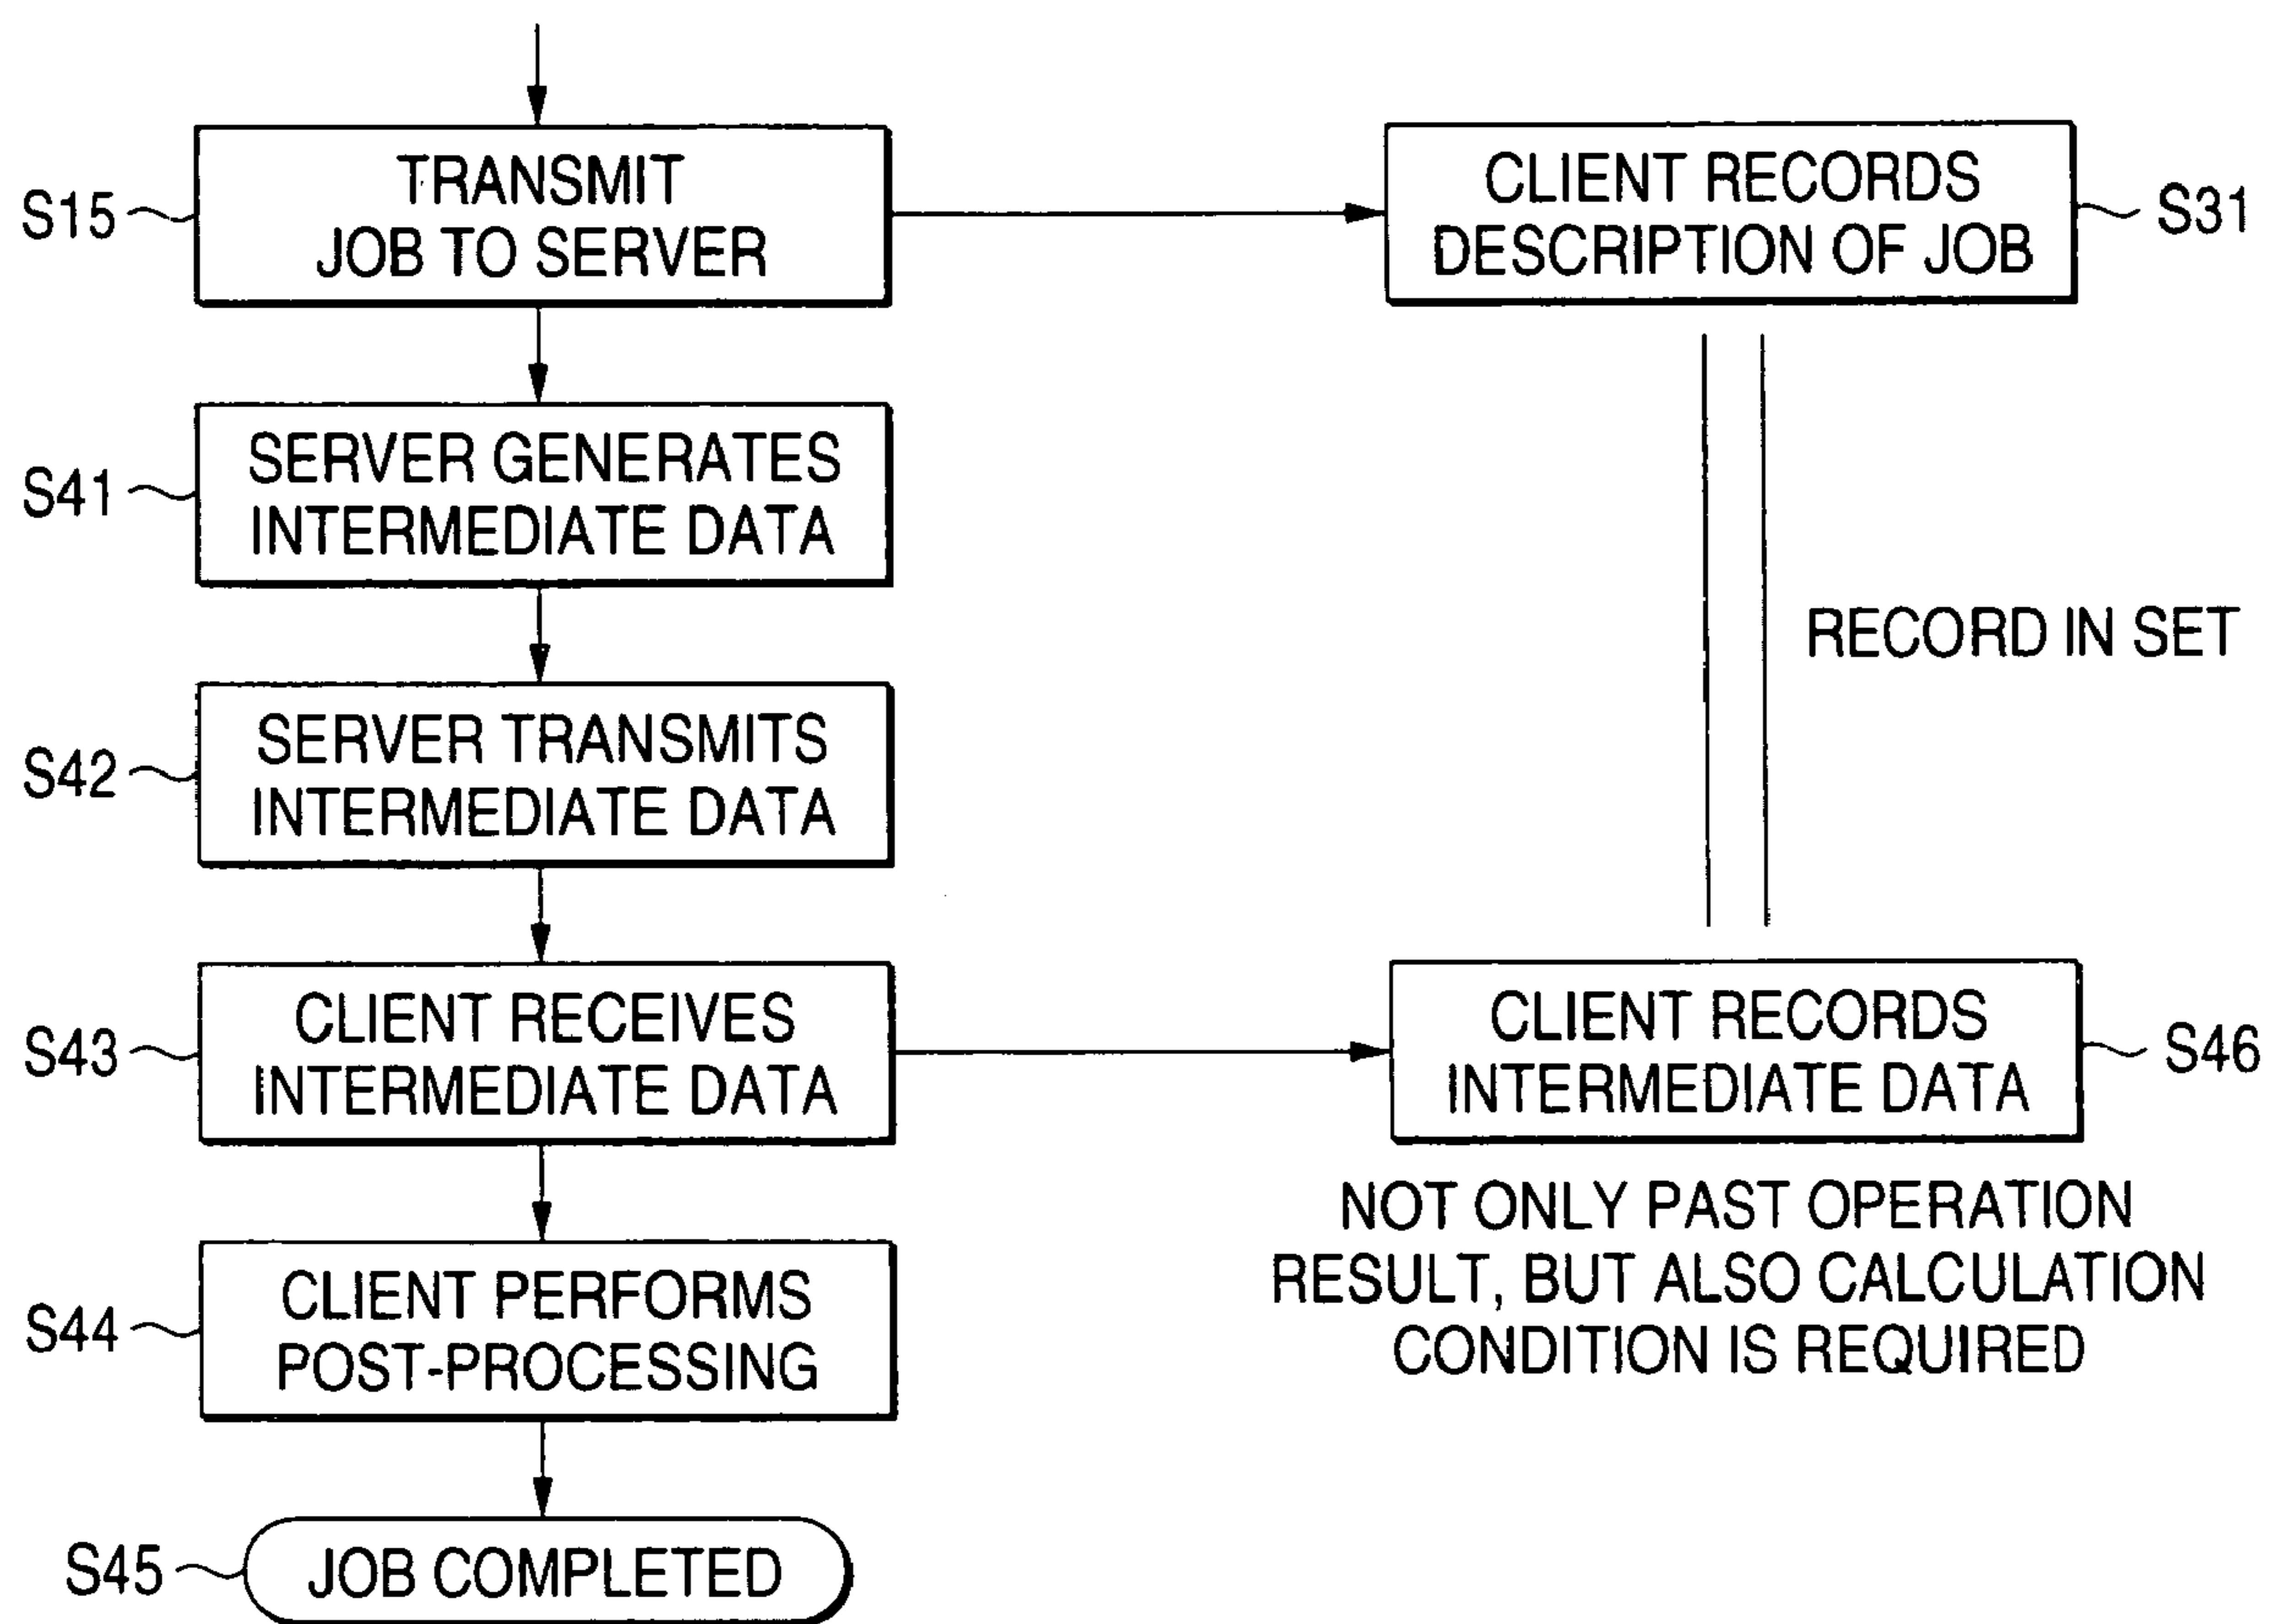 S15
TRANSMIT
JOB TO SERVER
CLIENT RECORDS
DESCRIPTION OF JOB
S31
S41
SERVER GENERATES
INTERMEDIATE DATA
RECORD IN SET
S42
SERVER TRANSMITS
INTERMEDIATE DATA
S43
CLIENT RECEIVES
INTERMEDIATE DATA
CLIENT RECORDS
INTERMEDIATE DATA
S46
NOT ONLY PAST OPERATION
RESULT, BUT ALSO CALCULATION
CONDITION IS REQUIRED
S44
CLIENT PERFORMS
POST-PROCESSING
S45
JOB COMPLETED